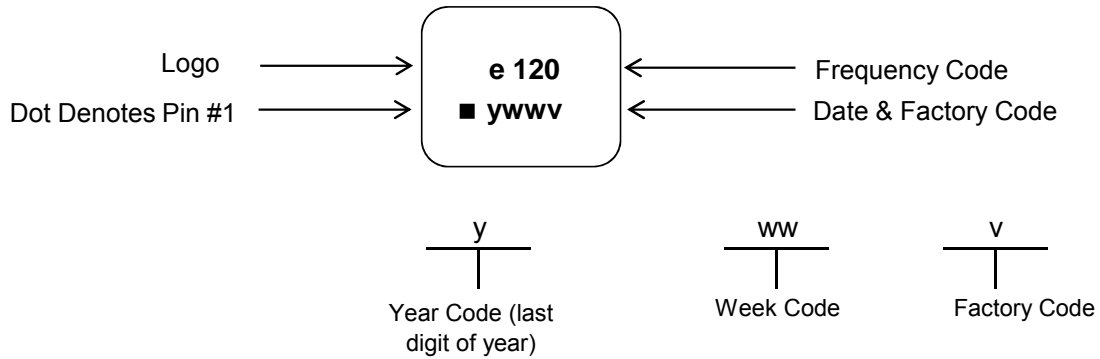 Logo
e 120
Frequency Code
Dot Denotes Pin #1
■ ywwv
Date & Factory Code
y
ww
v
Year Code (last
digit of year)
Week Code
Factory Code